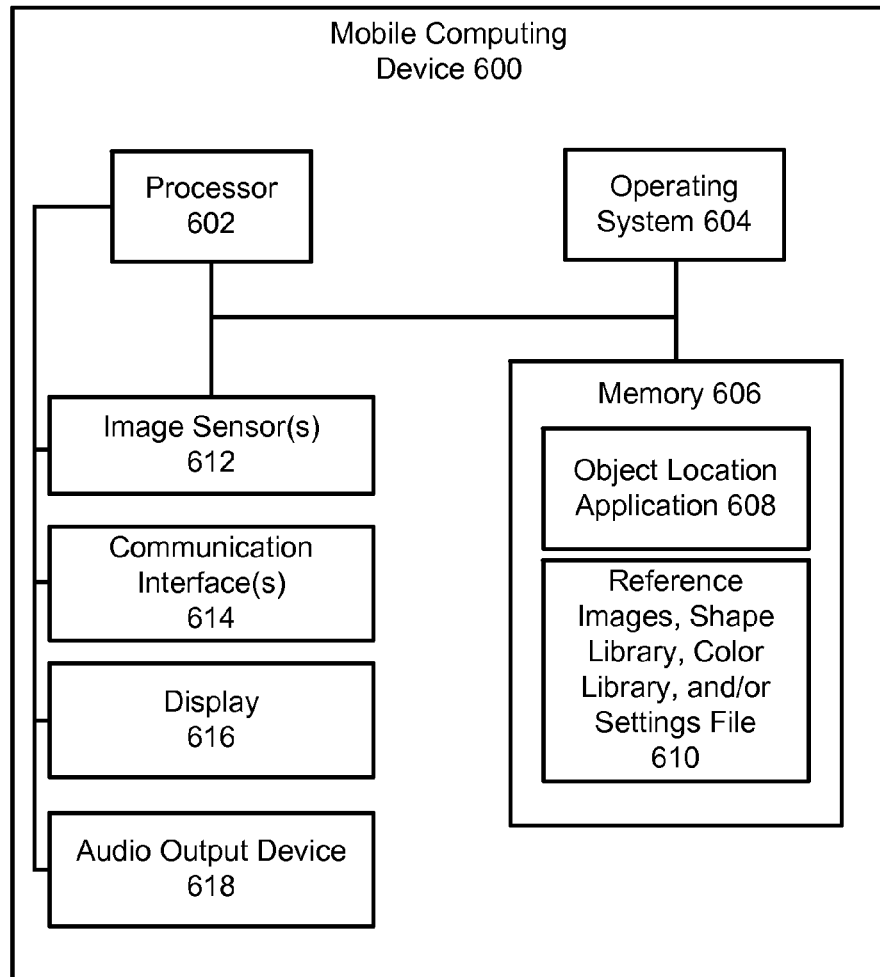 Mobile Computing
Device 600
Processor
602
Operating
System 604
Image Sensor(s)
612
Communication
Interface(s)
614
Display
616
Audio Output Device
618
Memory 606
Object Location
Application 608
Reference
Images, Shape
Library, Color
Library, and/or
Settings File
610